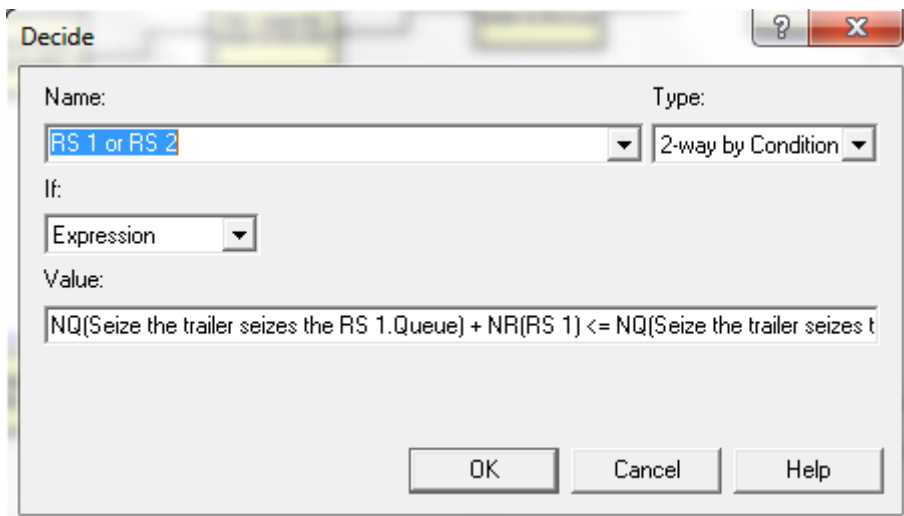 Decide
Name: Type:
RS 1 or RS 2 2-way by Condition
If:
Expression
Value:
NQ(Seize the trailer seizes the RS 1.Queue) + NR(RS 1) <= NQ(Seize the trailer seizes t
OK Cancel Help